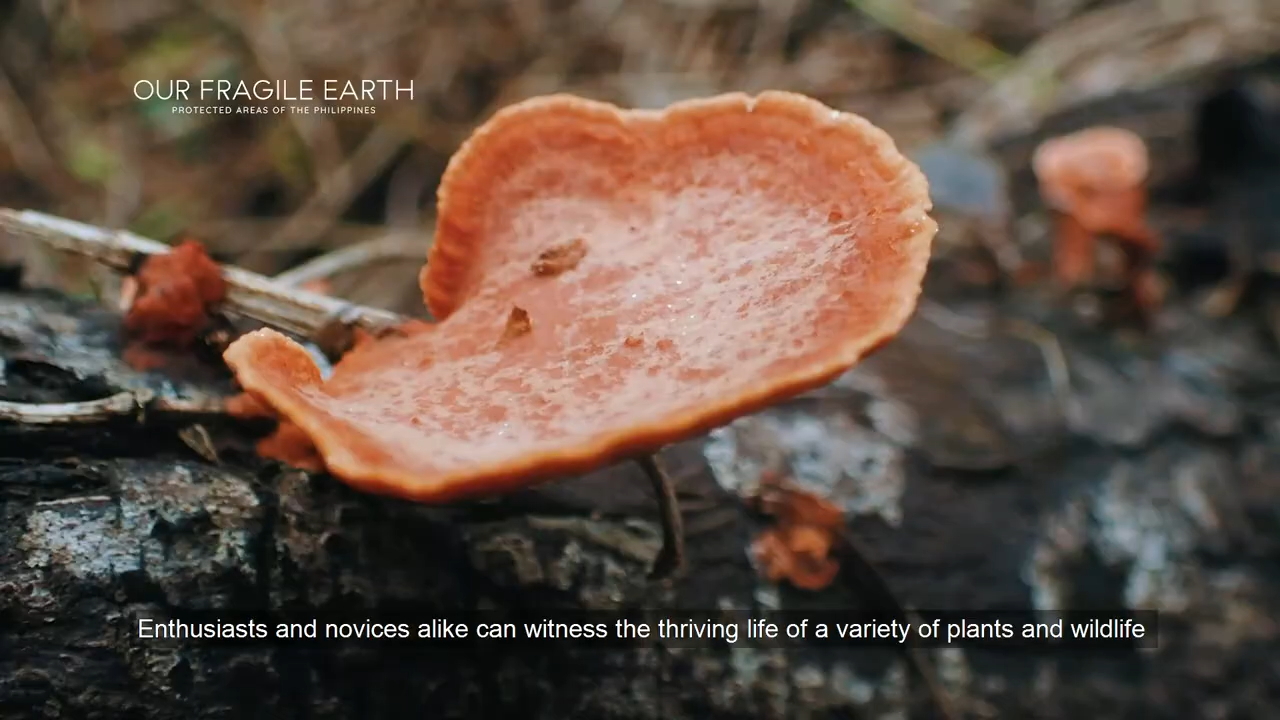 OUR FRAGILE EARTH
PROTECTED AREAS OF THE PHILIPPINES
Enthusiasts and novices alike can witness the thriving life of a variety of plants and wildlife